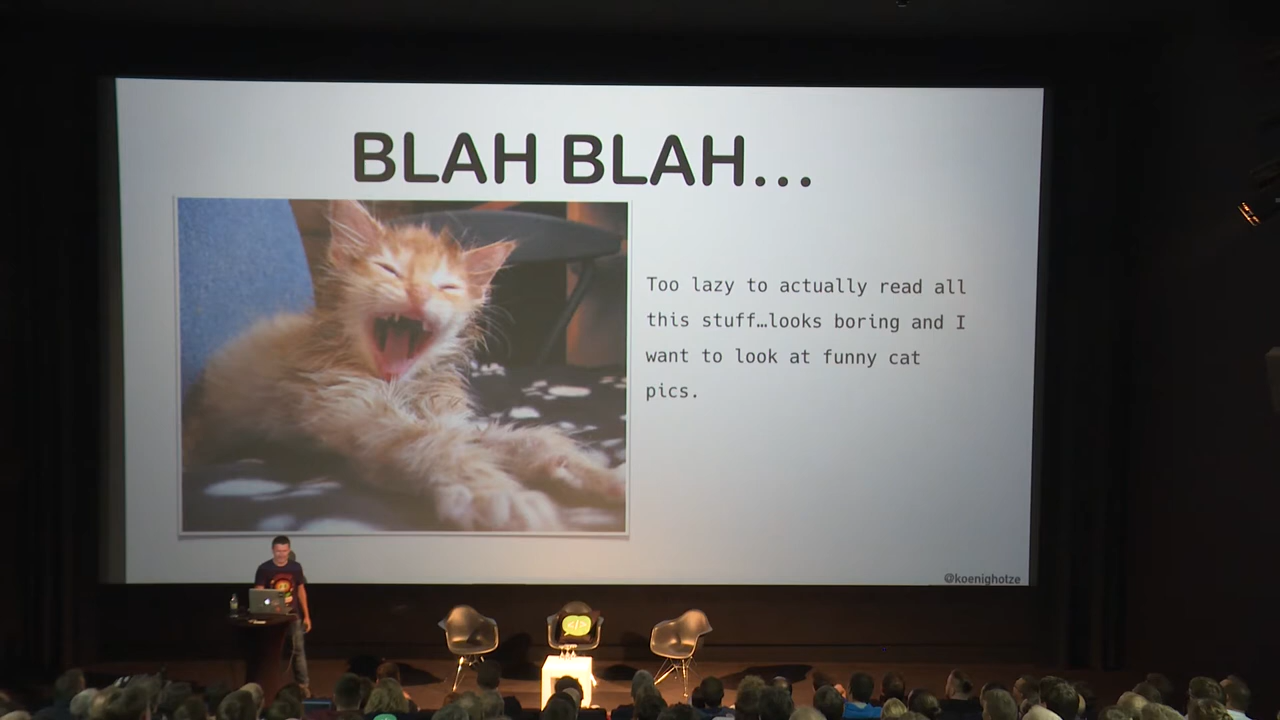 BLAH BLAH...
Too lazy to actually read all
this stuff…looks boring and I
want to look at funny cat
pics.
@koenighotze
</>